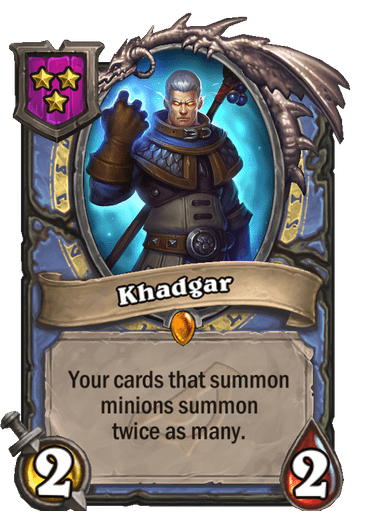 Khadgar
Your cards that summon
minions summon
twice as many.
2
2